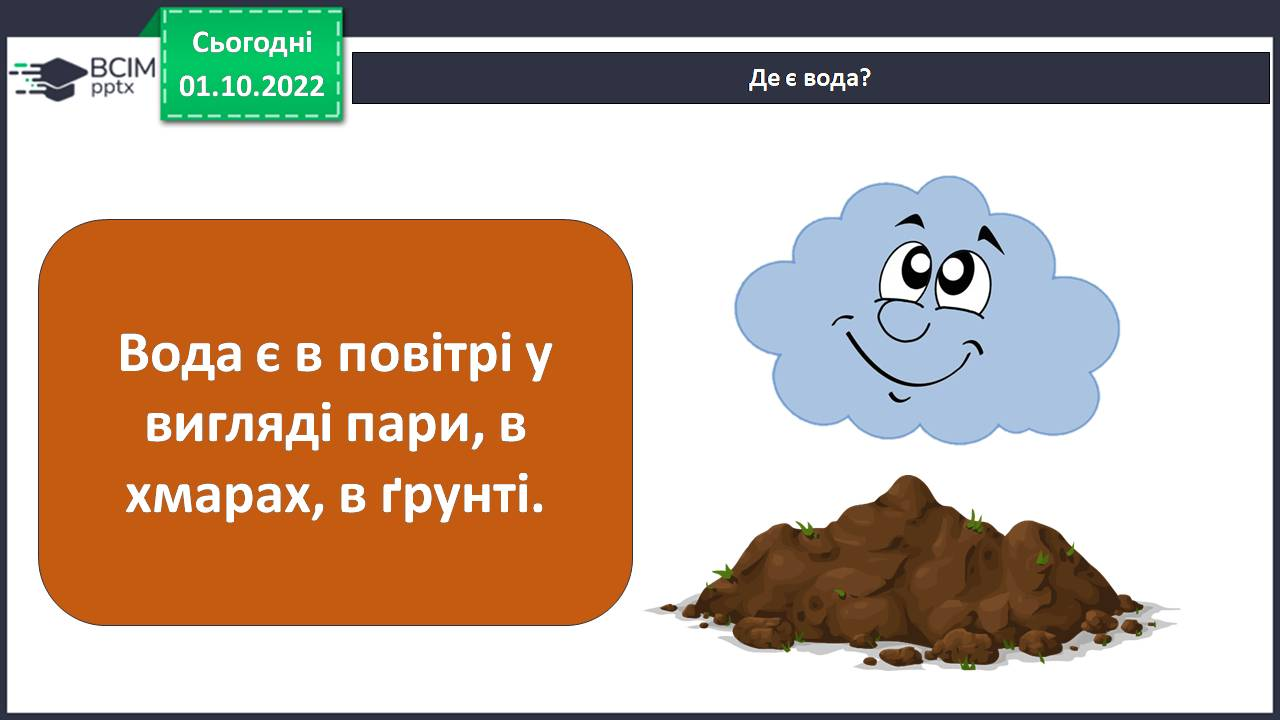 Сьогодні
01.10.2022
ВСІМ
pptx
Де є вода?
Вода є в повітрі у
вигляді пари, в
хмарах, в ґрунті.